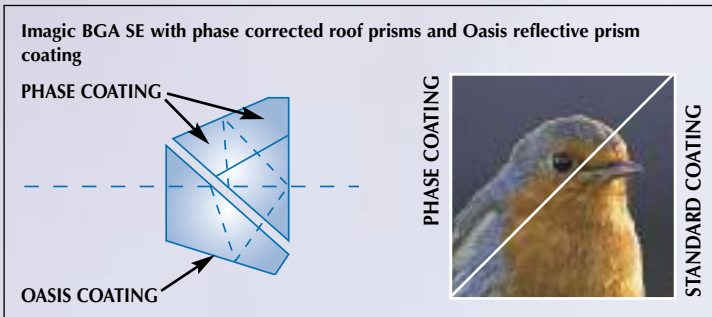 Imagic BGA SE with phase corrected roof prisms and Oasis reflective prism
coating
PHASE COATING
OASIS COATING
PHASE COATING
STANDARD COATING